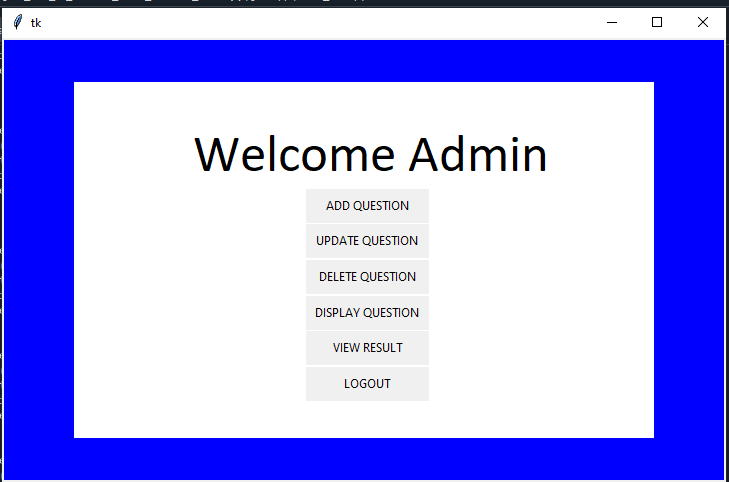 tk
Welcome Admin
ADD QUESTION
UPDATE QUESTION
DELETE QUESTION
DISPLAY QUESTION
VIEW RESULT
LOGOUT